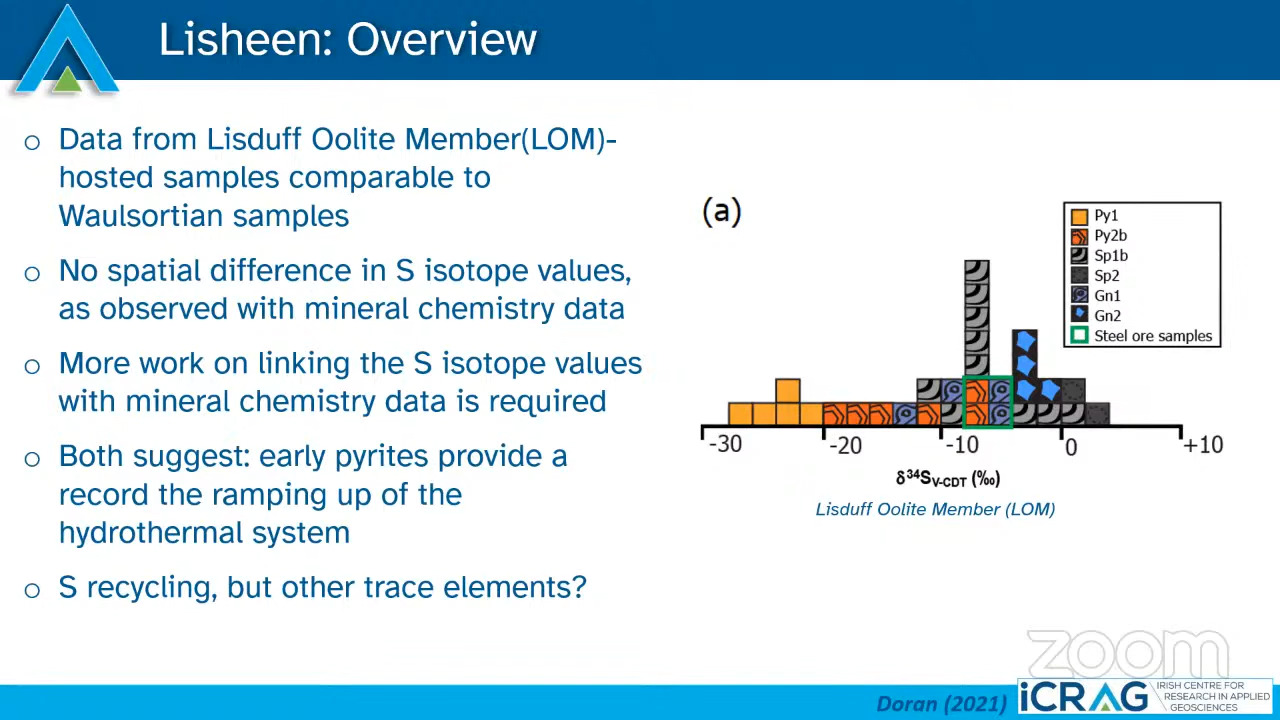 Lisheen: Overview
o Data from Lisduff Oolite Member(LOM)-
hosted samples comparable to
Waulsortian samples
o No spatial difference in S isotope values,
as observed with mineral chemistry data
o More work on linking the S isotope values
with mineral chemistry data is required
o Both suggest: early pyrites provide a
record the ramping up of the
hydrothermal system
o S recycling, but other trace elements?
(a)
Py1
Py2b
Sp1b
Sp2
Gn1
Gn2
Steel ore samples
-30 -20 -10 0 +10
δ³⁴S V-CDT (‰)
Lisduff Oolite Member (LOM)
zoom
Doran (2021)
iCRAG
IRISH CENTRE FOR
RESEARCH IN APPLIED
GEOSCIENCES